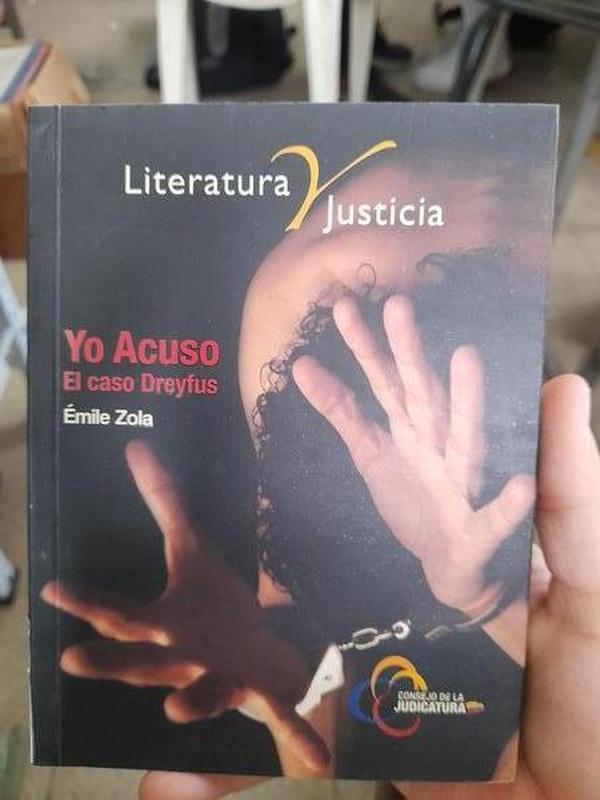 Literatura
y
Justicia
Yo Acuso
El caso Dreyfus
Émile Zola
CONSEJO DE LA
JUDICATURA